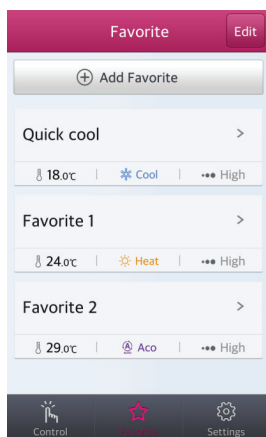 Favorite
Edit
Add Favorite
Quick cool
18.0℃ Cool High
Favorite 1
24.0℃ Heat High
Favorite 2
29.0℃ Aco High
Control Favorite Settings